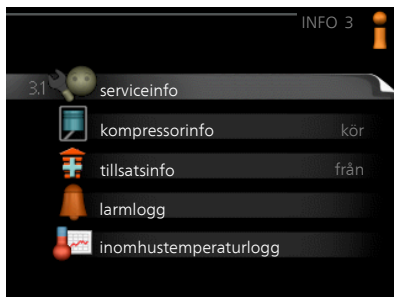 INFO 3
3.1 serviceinfo
kompressorinfo kör
tillsatsinfo från
larmlogg
inomhustemperaturlogg